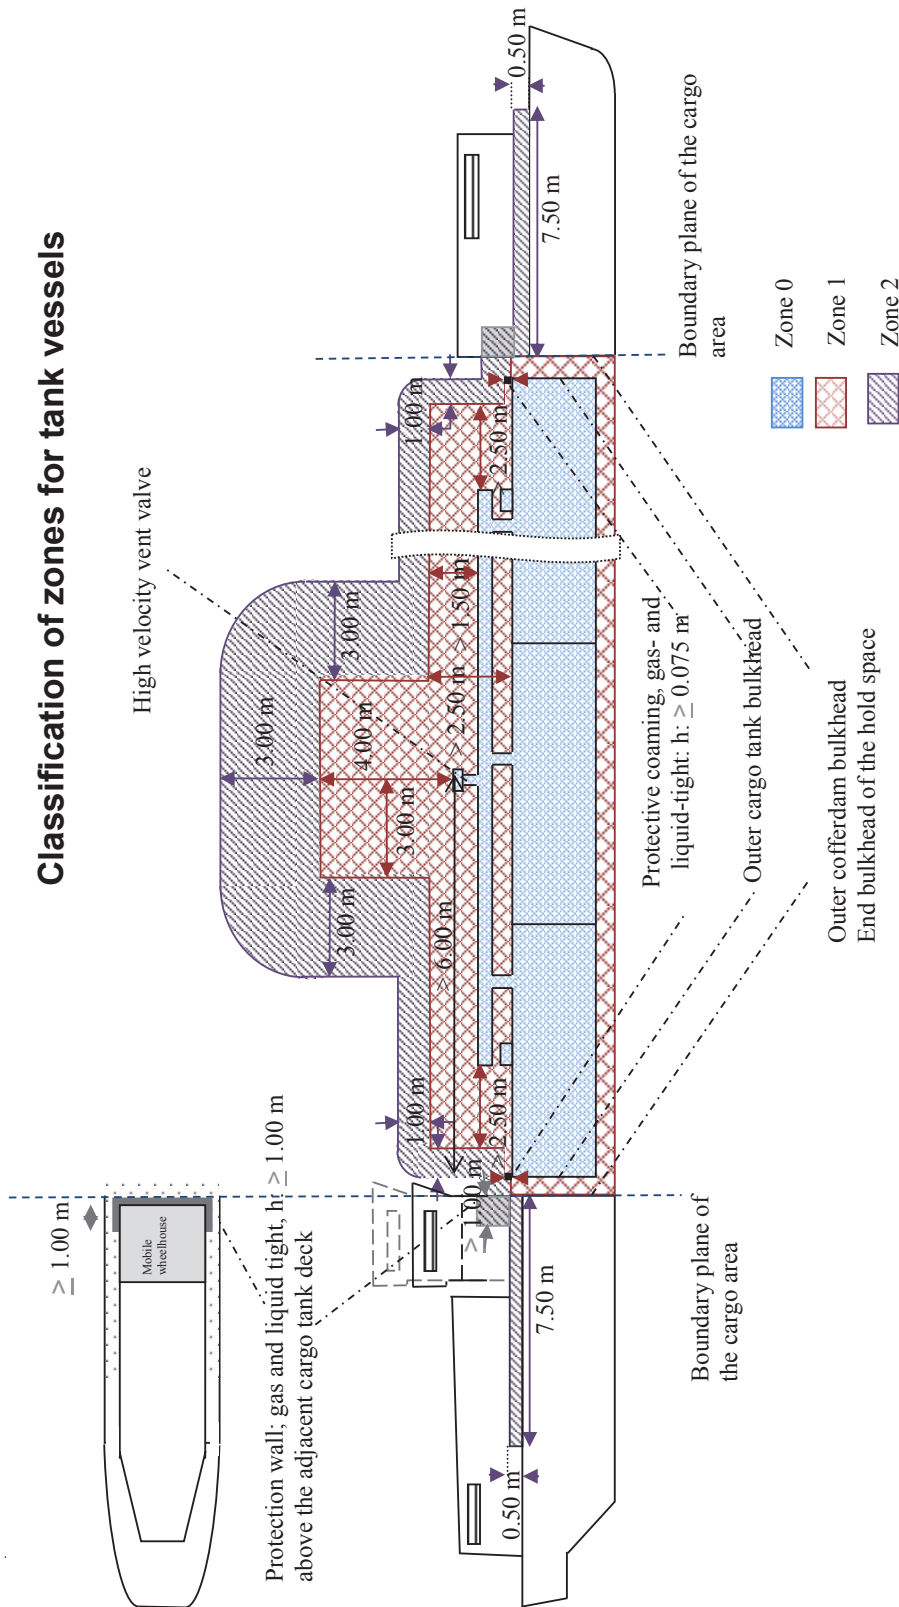 Classification of zones for tank vessels
≥ 1.00 m
Mobile
wheelhouse
Protection wall; gas and liquid tight, h: ≥ 1.00 m
above the adjacent cargo tank deck
High velocity vent valve
3.00 m
3.00 m
4.00 m
3.00 m
3.00 m
1.00 m
> 6.00 m
> 2.50 m
> 1.50 m
1.00 m
> 1.00 m
> 2.50 m
> 2.50 m
0.50 m
7.50 m
7.50 m
0.50 m
Boundary plane of
the cargo area
Protective coaming, gas- and
liquid-tight: h: ≥ 0.075 m
Outer cargo tank bulkhead
Outer cofferdam bulkhead
End bulkhead of the hold space
Boundary plane of the cargo
area
Zone 0
Zone 1
Zone 2